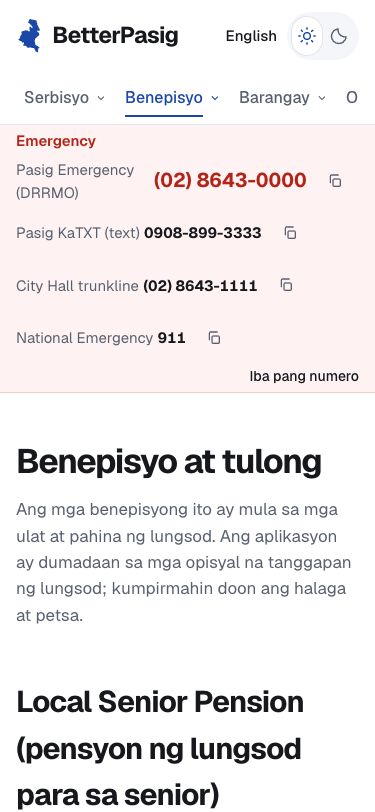 BetterPasig
English
Serbisyo
Benepisyo
Barangay
O
Emergency
Pasig Emergency
(DRRMO)
(02) 8643-0000
Pasig KaTXT (text) 0908-899-3333
City Hall trunkline (02) 8643-1111
National Emergency 911
Iba pang numero
Benepisyo at tulong
Ang mga benepisyong ito ay mula sa mga
ulat at pahina ng lungsod. Ang aplikasyon
ay dumadaan sa mga opisyal na tanggapan
ng lungsod; kumpirmahin doon ang halaga
at petsa.
Local Senior Pension
(pensyon ng lungsod
para sa senior)